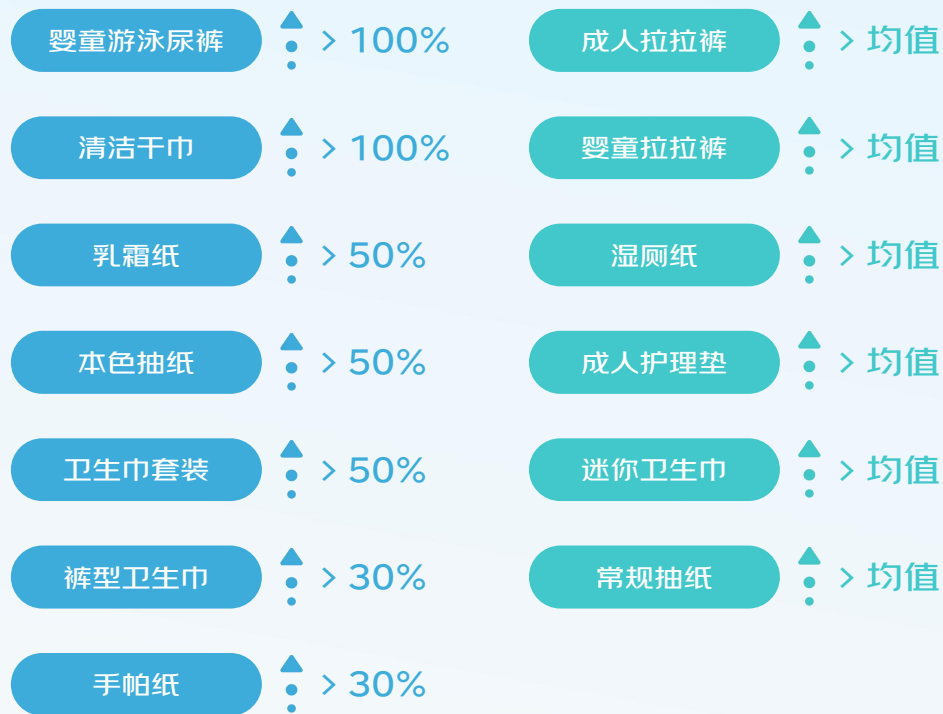 婴童游泳尿裤 > 100%
清洁干巾 > 100%
乳霜纸 > 50%
本色抽纸 > 50%
卫生巾套装 > 50%
裤型卫生巾 > 30%
手帕纸 > 30%
成人拉拉裤 > 均值
婴童拉拉裤 > 均值
湿厕纸 > 均值
成人护理垫 > 均值
迷你卫生巾 > 均值
常规抽纸 > 均值